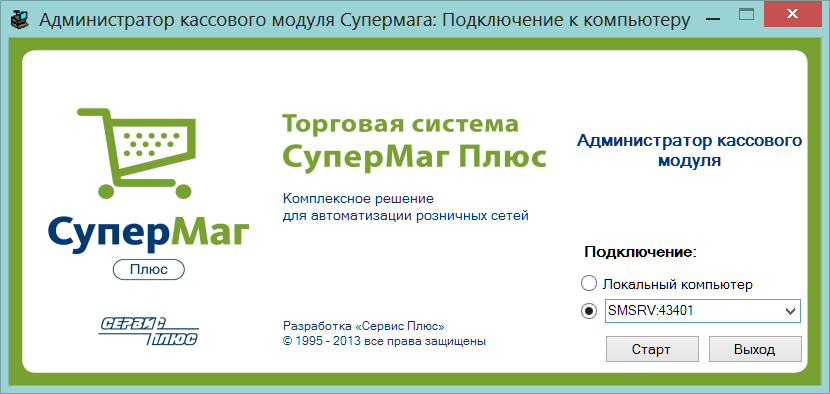 Администратор кассового модуля Супермага: Подключение к компьютеру
СуперМаг
Плюс
СЕРВИС
ПЛЮС
Торговая система
СуперМаг Плюс
Комплексное решение
для автоматизации розничных сетей
Разработка «Сервис Плюс»
© 1995 - 2013 все права защищены
Администратор кассового
модуля
Подключение:
Локальный компьютер
SMSRV:43401
Старт
Выход